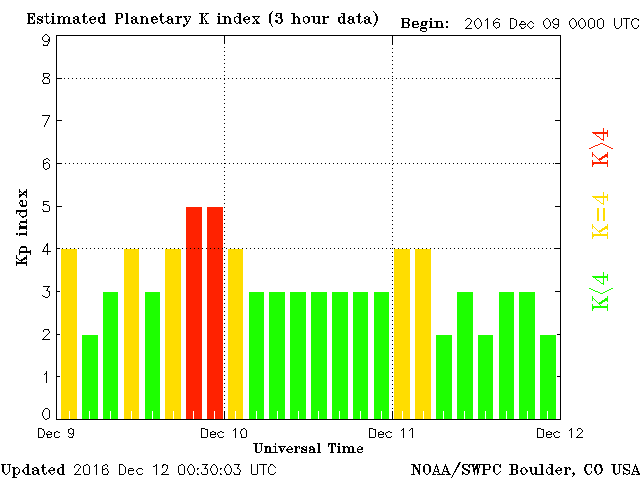 Estimated Planetary K index (3 hour data) Begin: 2016 Dec 09 0000 UTC
9
8
7
6
5
4
3
2
1
0
Kp index
K>4
K=4
K<4
Dec 9 Dec 10 Dec 11 Dec 12
Universal Time
Updated 2016 Dec 12 00:30:03 UTC NOAA/SWPC Boulder, CO USA